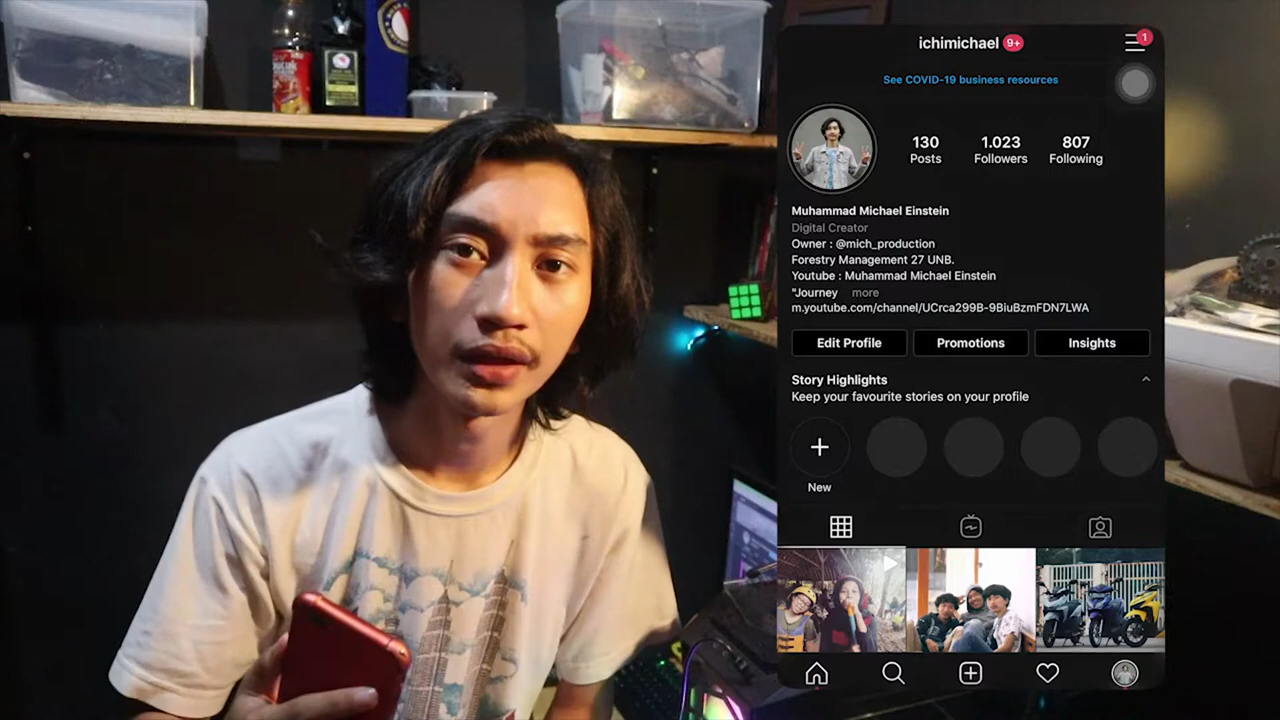 ichimichael 9+
1
See COVID-19 business resources
130 1.023 807
Posts Followers Following
Muhammad Michael Einstein
Digital Creator
Owner : @mich_production
Forestry Management 27 UNB.
Youtube : Muhammad Michael Einstein
"Journey more
m.youtube.com/channel/UCrca299B-9BiuBzmFDN7LWA
Edit Profile Promotions Insights
Story Highlights
Keep your favourite stories on your profile
New